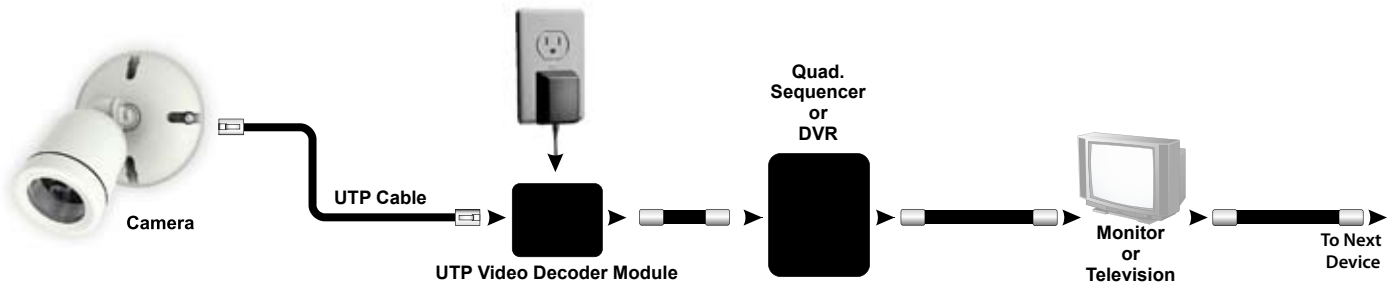 Camera
UTP Cable
UTP Video Decoder Module
Quad.
Sequencer
or
DVR
Monitor
or
Television
To Next
Device